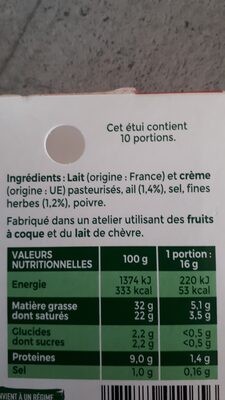 Cet étui contient
10 portions.
Ingrédients : Lait (origine : France) et crème
(origine : UE) pasteurisés, ail (1,4%), sel, fines
herbes (1,2%), poivre.
Fabriqué dans un atelier utilisant des fruits
à coque et du lait de chèvre.
VALEURS NUTRITIONNELLES 100 g 1 portion : 16 g
Energie 1374 kJ 220 kJ
333 kcal 53 kcal
Matière grasse 32 g 5,1 g
dont saturés 22 g 3,5 g
Glucides 2,2 g <0,5 g
dont sucres 2,2 g <0,5 g
Proteines 9,0 g 1,4 g
Sel 1,0 g 0,16 g
CONVIENT À UN RÉGIME